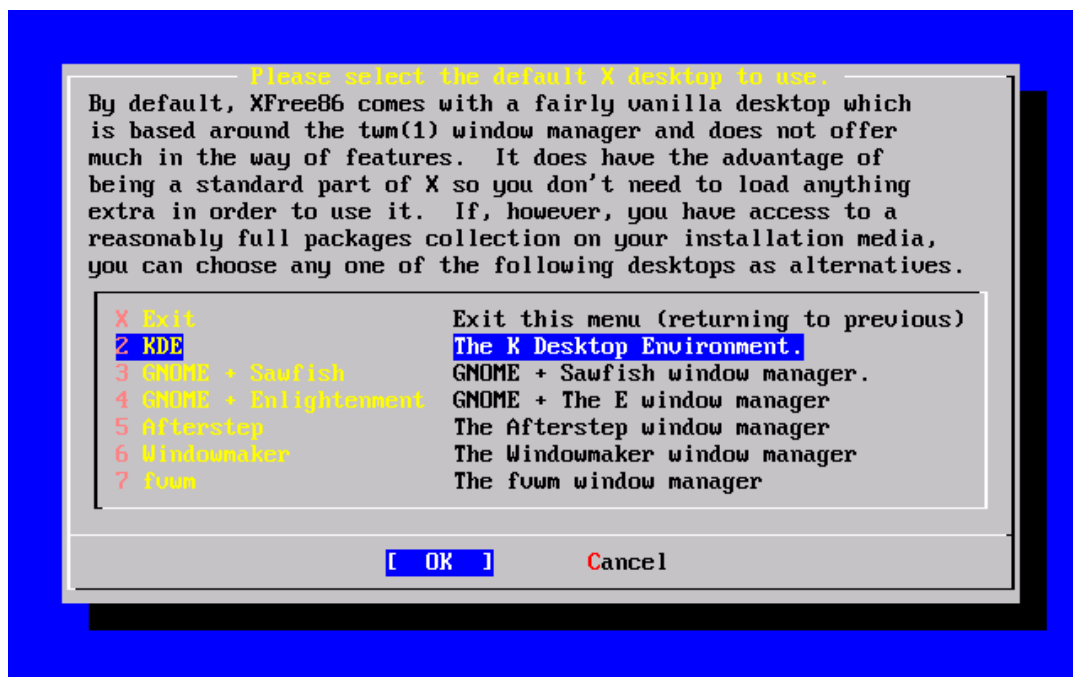 Please select the default X desktop to use.
By default, XFree86 comes with a fairly vanilla desktop which
is based around the twm(1) window manager and does not offer
much in the way of features.  It does have the advantage of
being a standard part of X so you don't need to load anything
extra in order to use it.  If, however, you have access to a
reasonably full packages collection on your installation media,
you can choose any one of the following desktops as alternatives.
X Exit Exit this menu (returning to previous)
2 KDE The K Desktop Environment.
3 GNOME + Sawfish GNOME + Sawfish window manager.
4 GNOME + Enlightenment GNOME + The E window manager
5 Afterstep The Afterstep window manager
6 Windowmaker The Windowmaker window manager
7 fvwm The fvwm window manager
[ OK ] Cancel